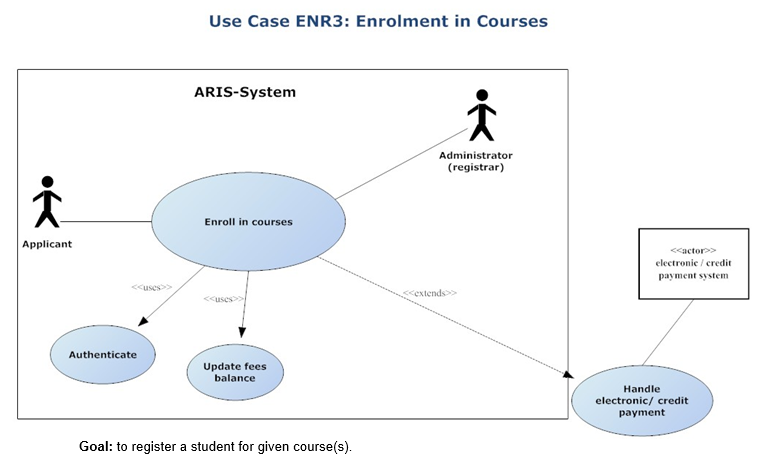 Use Case ENR3: Enrolment in Courses
ARIS-System
Administrator
(registrar)
Enroll in courses
Applicant
<<actor>>
electronic / credit
payment system
<<uses>>
<<uses>>
<<extends>>
Authenticate
Update fees
balance
Handle
electronic/ credit
payment
Goal: to register a student for given course(s).